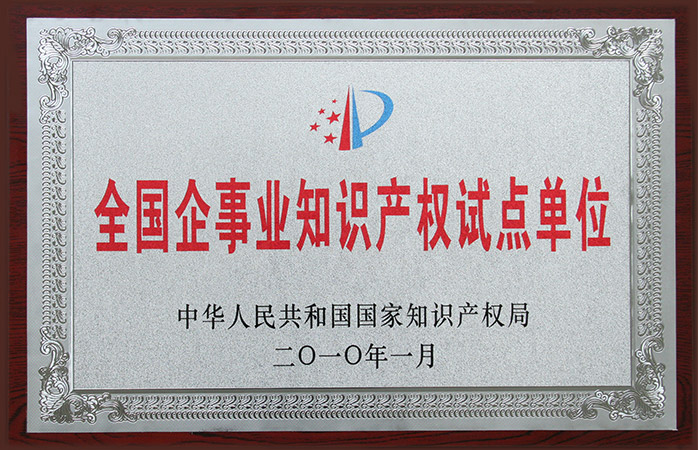 全国企事业知识产权试点单位
中华人民共和国国家知识产权局
二〇一〇年一月